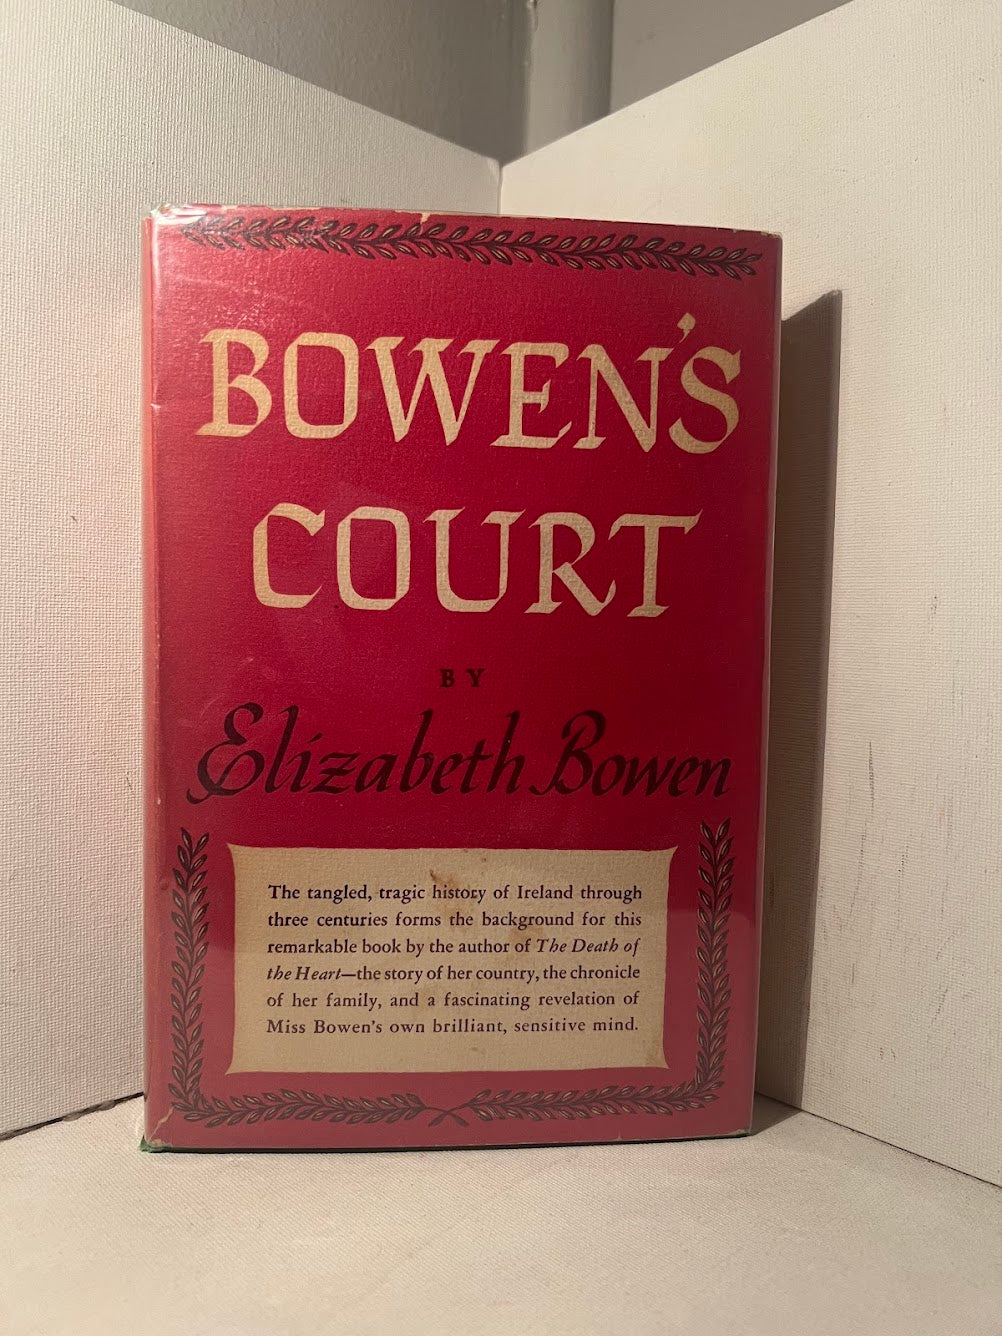 BOWEN'S
COURT
BY
Elizabeth Bowen
The tangled, tragic history of Ireland through
three centuries forms the background for this
remarkable book by the author of The Death of
the Heart—the story of her country, the chronicle
of her family, and a fascinating revelation of
Miss Bowen's own brilliant, sensitive mind.